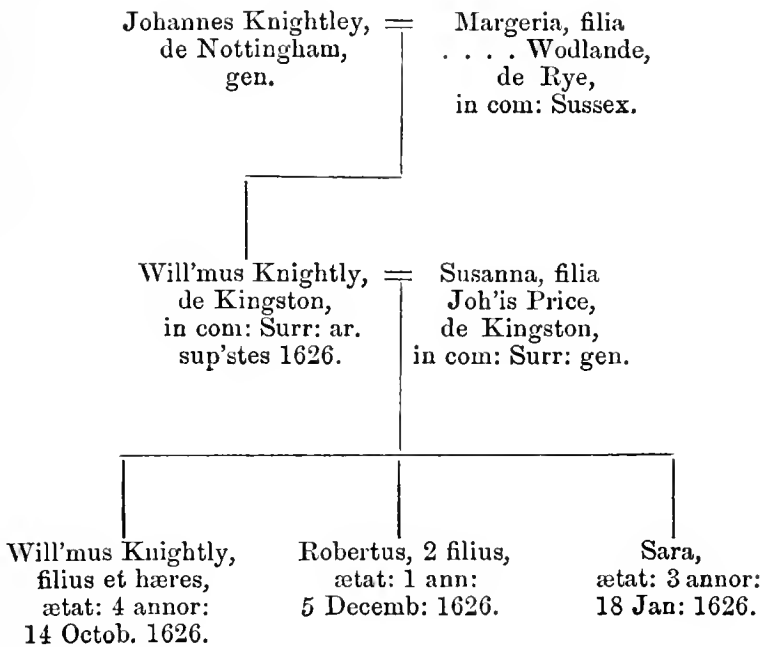 Johannes Knightley,
de Nottingham,
gen.
=
Margeria, filia
. . . . Wodlande,
de Rye,
in com: Sussex.
Will'mus Knightly,
de Kingston,
in com: Surr: ar.
sup'stes 1626.
=
Susanna, filia
Joh'is Price,
de Kingston,
in com: Surr: gen.
Will'mus Knightly,
filius et hæres,
ætat: 4 annor:
14 Octob. 1626.
Robertus, 2 filius,
ætat: 1 ann:
5 Decemb: 1626.
Sara,
ætat: 3 annor:
18 Jan: 1626.